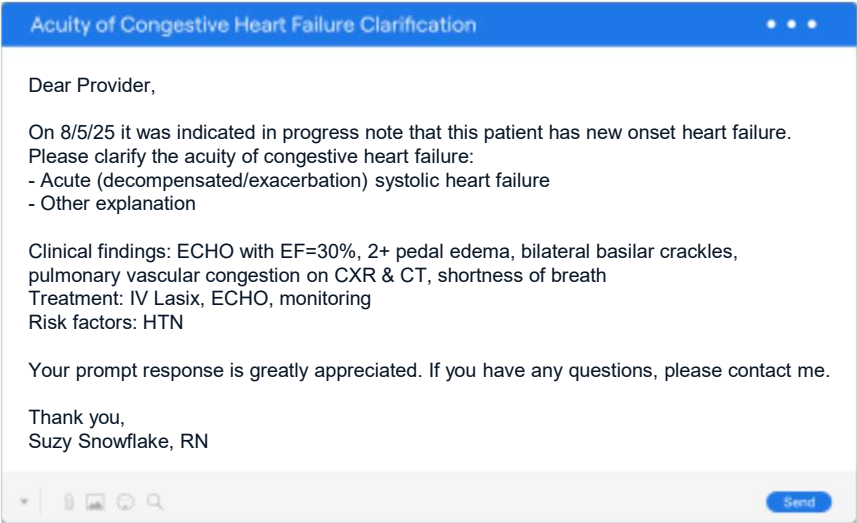 Acuity of Congestive Heart Failure Clarification
Dear Provider,
On 8/5/25 it was indicated in progress note that this patient has new onset heart failure.
Please clarify the acuity of congestive heart failure:
- Acute (decompensated/exacerbation) systolic heart failure
- Other explanation
Clinical findings: ECHO with EF=30%, 2+ pedal edema, bilateral basilar crackles,
pulmonary vascular congestion on CXR & CT, shortness of breath
Treatment: IV Lasix, ECHO, monitoring
Risk factors: HTN
Your prompt response is greatly appreciated. If you have any questions, please contact me.
Thank you,
Suzy Snowflake, RN
Send